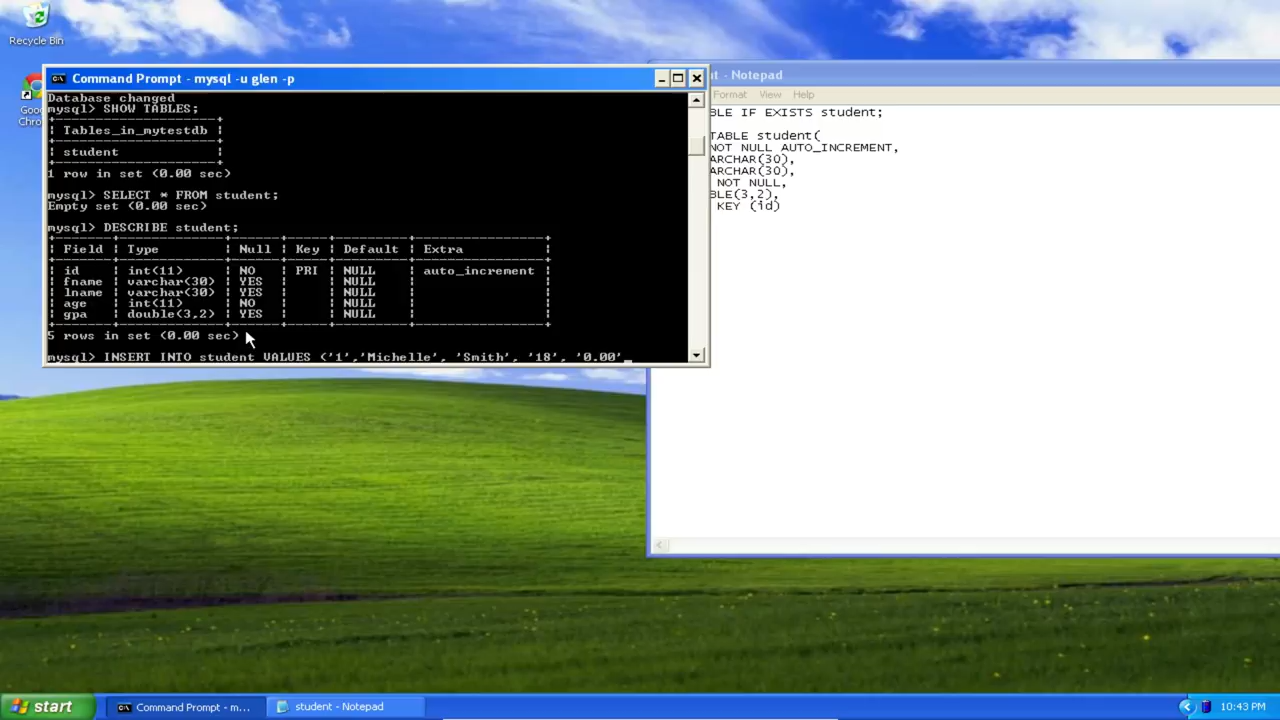 Recycle Bin
Goo
Chro
Command Prompt - mysql -u glen -p
Database changed
mysql> SHOW TABLES;
+---------------------+
| Tables_in_mytestdb |
+---------------------+
| student |
+---------------------+
1 row in set (0.00 sec)
mysql> SELECT * FROM student;
Empty set (0.00 sec)
mysql> DESCRIBE student;
| Field | Type | Null | Key | Default | Extra |
| id | int(11) | NO | PRI | NULL | auto_increment |
| fname | varchar(30) | YES | | NULL | |
| lname | varchar(30) | YES | | NULL | |
| age | int(11) | NO | | NULL | |
| gpa | double(3,2) | YES | | NULL | |
5 rows in set (0.00 sec)
mysql> INSERT INTO student VALUES ('1','Michelle', 'Smith', '18', '0.00'_
t - Notepad
Format View Help
BLE IF EXISTS student;
TABLE student(
NOT NULL AUTO_INCREMENT,
ARCHAR(30),
ARCHAR(30),
NOT NULL,
BLE(3,2),
KEY (id)
start
Command Prompt - m...
student - Notepad
10:43 PM